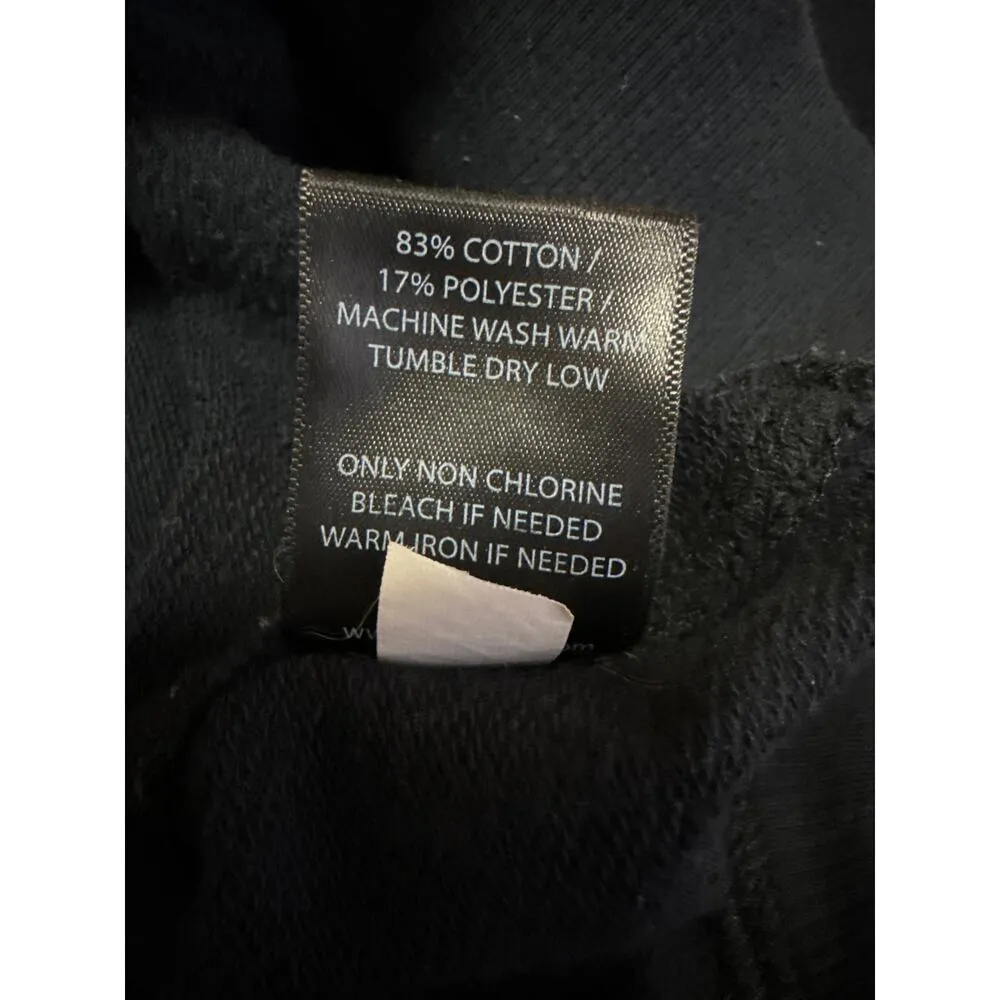 83% COTTON /
17% POLYESTER /
MACHINE WASH WARM
TUMBLE DRY LOW
ONLY NON CHLORINE
BLEACH IF NEEDED
WARM IRON IF NEEDED